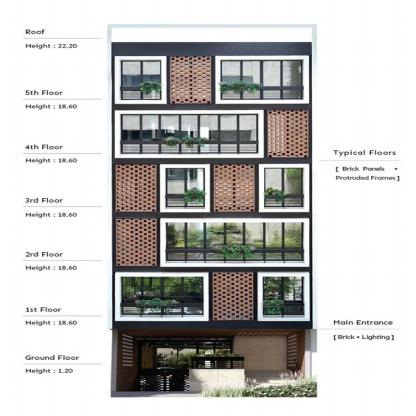 Roof
Height : 22.20
5th Floor
Height : 18.60
4th Floor
Height : 18.60
3rd Floor
Height : 18.60
2rd Floor
Height : 18.60
1st Floor
Height : 18.60
Ground Floor
Height : 1.20
Typical Floors
[ Brick Panels +
Protruded Frames ]
Main Entrance
[ Brick + Lighting ]